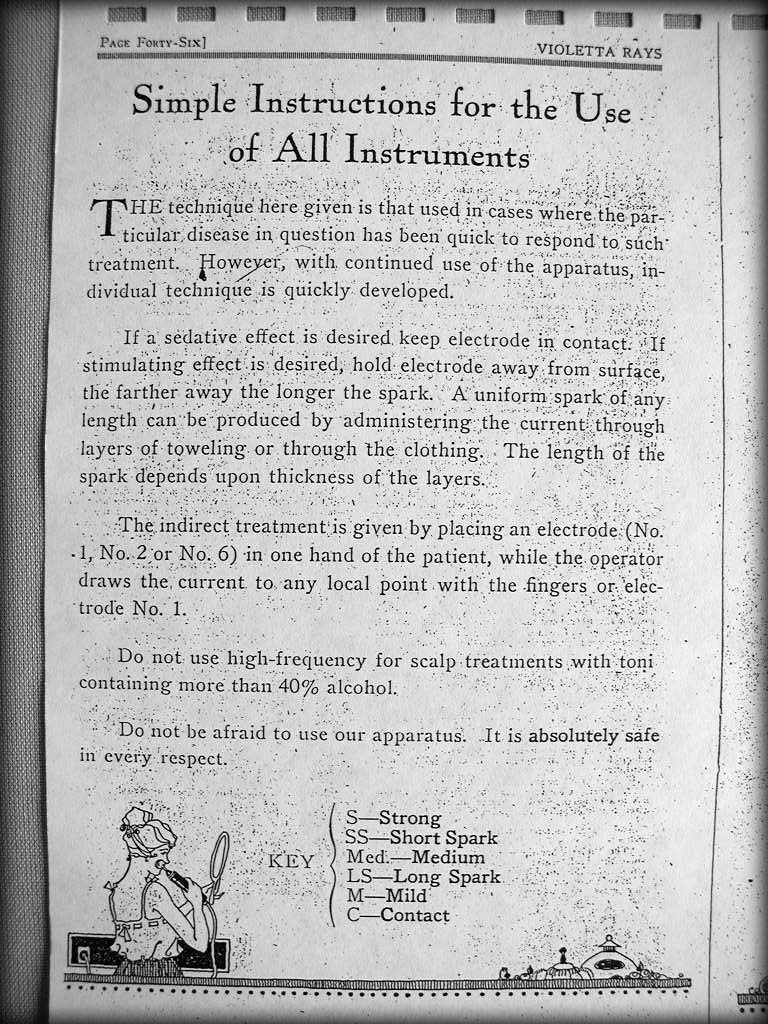 PAGE FORTY-SIX]
VIOLETTA RAYS
Simple Instructions for the Use
of All Instruments
THE technique here given is that used in cases where the par-
ticular disease in question has been quick to respond to such
treatment. However, with continued use of the apparatus, in-
dividual technique is quickly developed.
If a sedative effect is desired keep electrode in contact. If
stimulating effect is desired, hold electrode away from surface,
the farther away the longer the spark. A uniform spark of any
length can be produced by administering the current through
layers of toweling or through the clothing. The length of the
spark depends upon thickness of the layers.
The indirect treatment is given by placing an electrode (No.
1, No. 2 or No. 6) in one hand of the patient, while the operator
draws the current to any local point with the fingers or elec-
trode No. 1.
Do not use high-frequency for scalp treatments with toni
containing more than 40% alcohol.
Do not be afraid to use our apparatus. It is absolutely safe
in every respect.
KEY
S—Strong
SS—Short Spark
Med.—Medium
LS—Long Spark
M—Mild
C—Contact